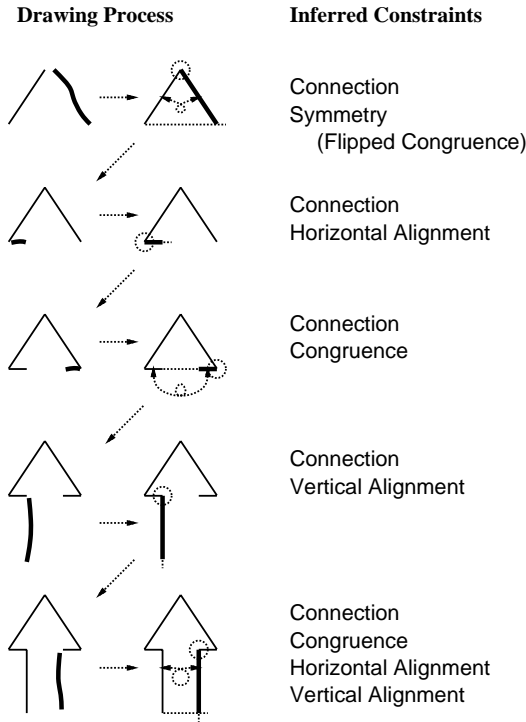 Drawing Process
Inferred Constraints
Connection
Symmetry
(Flipped Congruence)
Connection
Horizontal Alignment
Connection
Congruence
Connection
Vertical Alignment
Connection
Congruence
Horizontal Alignment
Vertical Alignment